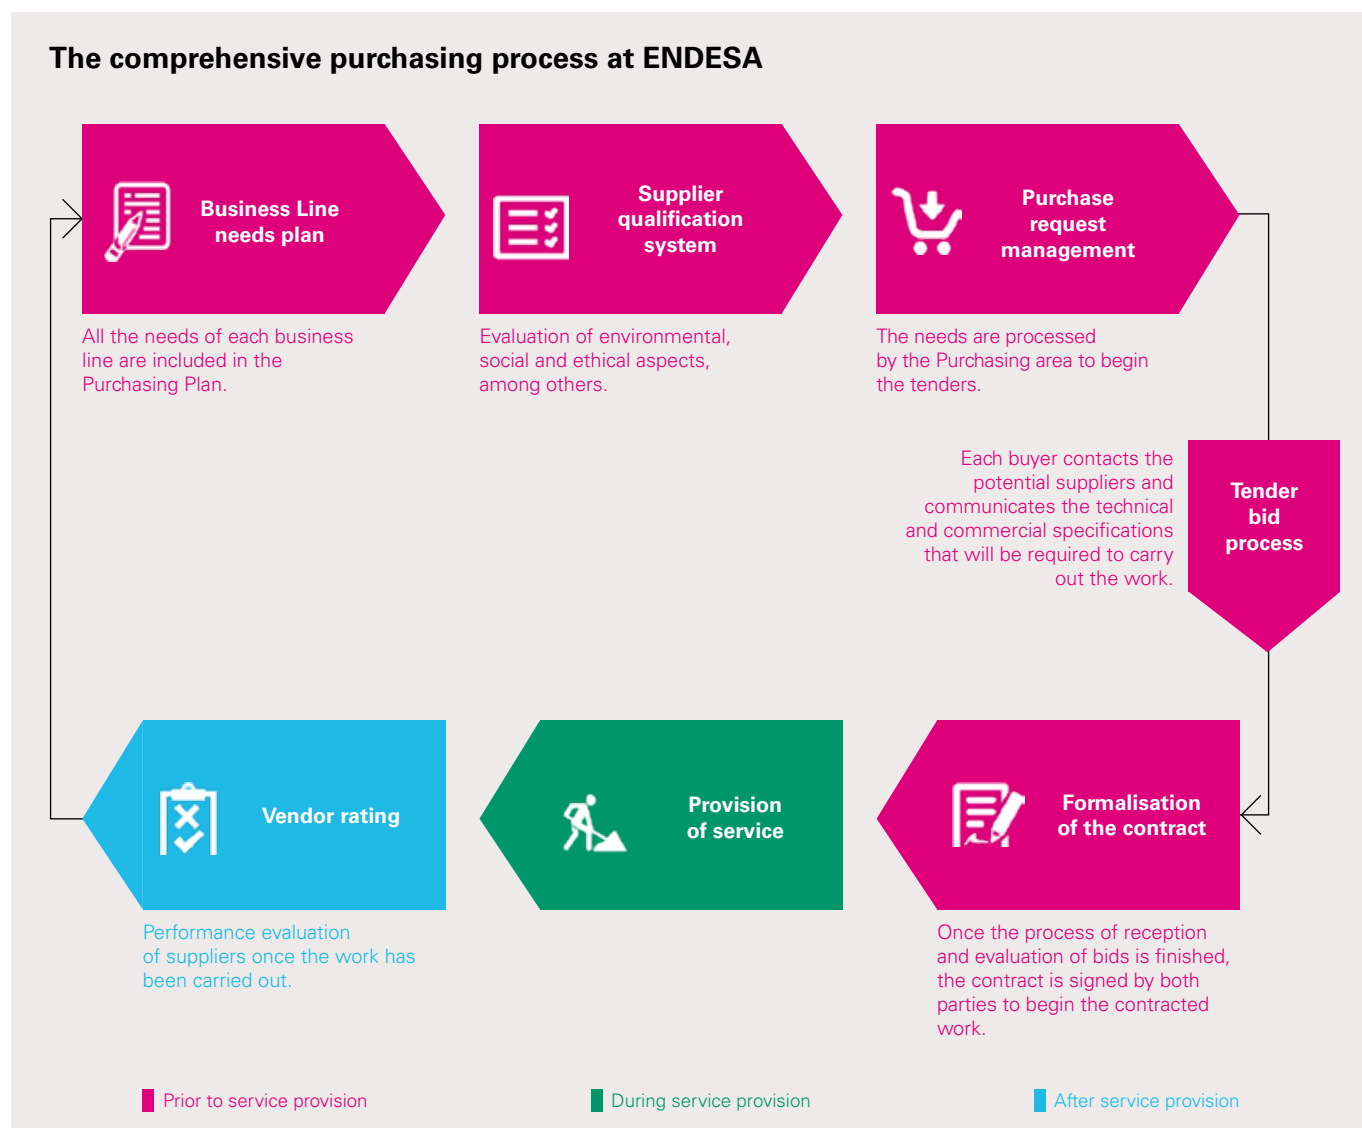 The comprehensive purchasing process at ENDESA
Business Line
needs plan
All the needs of each business
line are included in the
Purchasing Plan.
Supplier
qualification
system
Evaluation of environmental,
social and ethical aspects,
among others.
Purchase
request
management
The needs are processed
by the Purchasing area to begin
the tenders.
Each buyer contacts the
potential suppliers and
communicates the technical
and commercial specifications
that will be required to carry
out the work.
Tender
bid
process
Vendor rating
Performance evaluation
of suppliers once the work has
been carried out.
Provision
of service
Formalisation
of the contract
Once the process of reception
and evaluation of bids is finished,
the contract is signed by both
parties to begin the contracted
work.
Prior to service provision
During service provision
After service provision